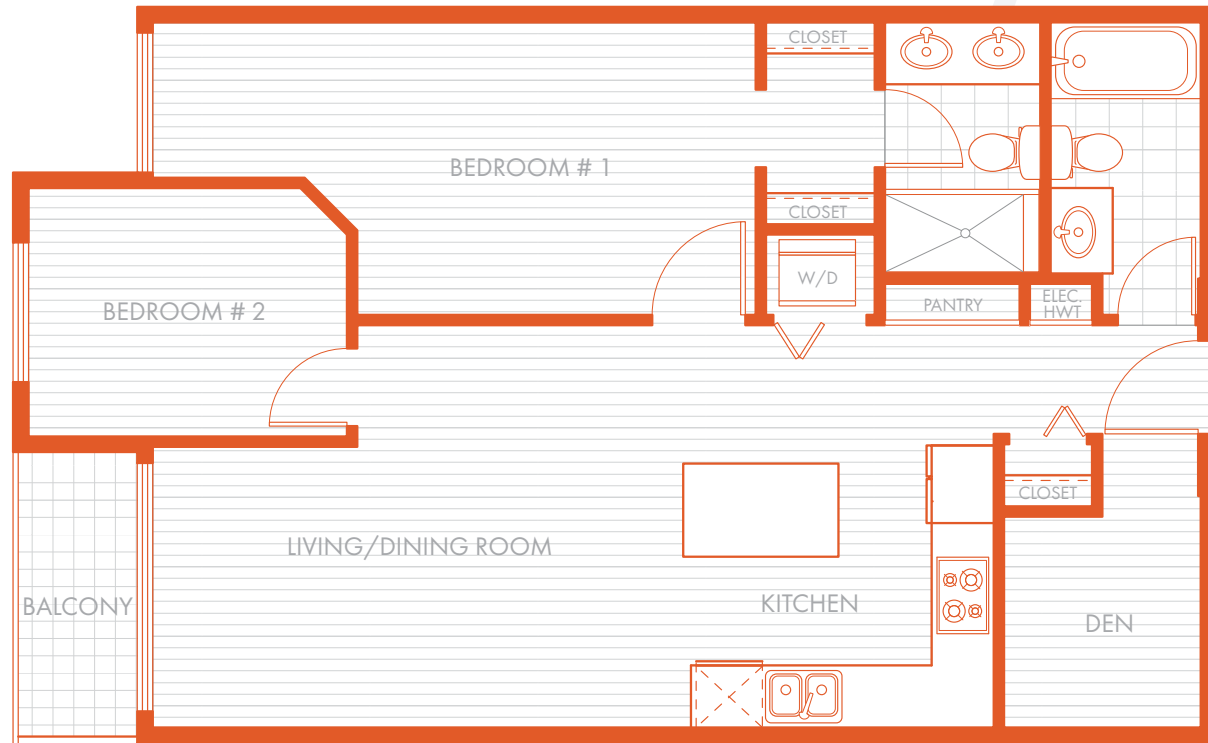 CLOSET
BEDROOM # 1
CLOSET
W/D
BEDROOM # 2
PANTRY
ELEC.
HWT
CLOSET
LIVING/DINING ROOM
BALCONY
KITCHEN
DEN